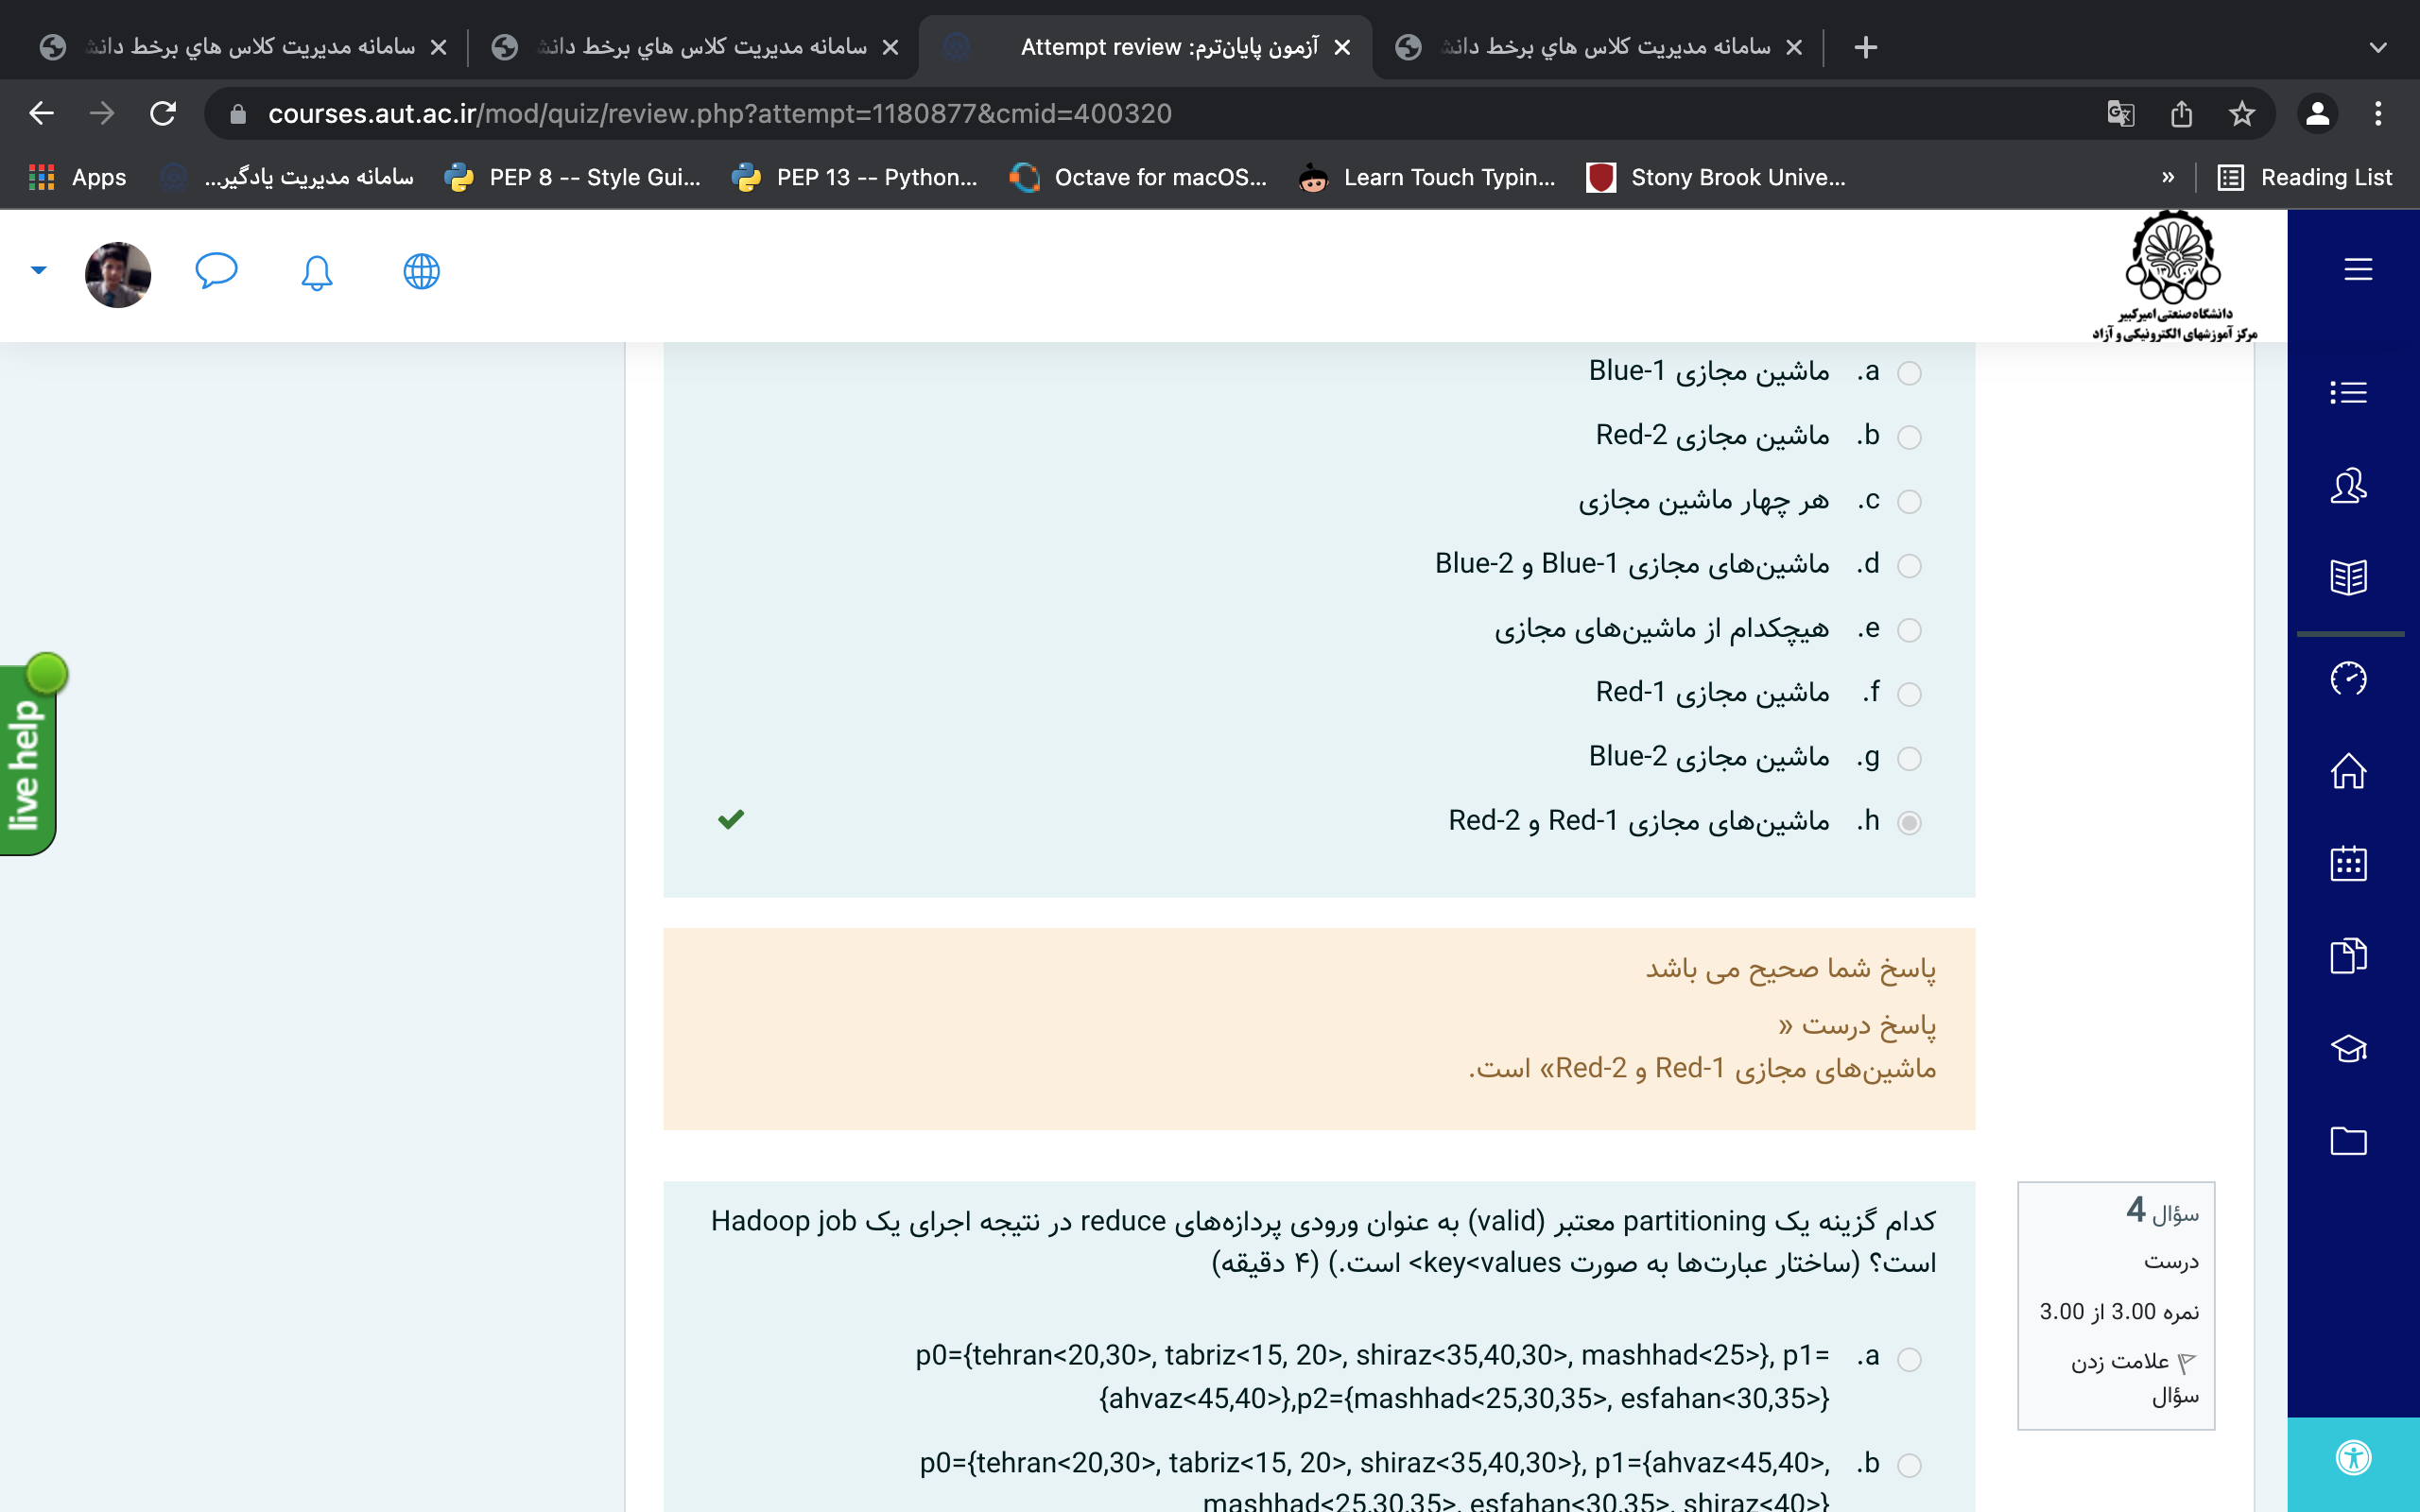 سامانه مدیریت کلاس هاي برخط دانش
سامانه مدیریت کلاس هاي برخط دانش
آزمون پایان‌ترم: Attempt review
سامانه مدیریت کلاس هاي برخط دانش
courses.aut.ac.ir/mod/quiz/review.php?attempt=1180877&cmid=400320
Apps
سامانه مدیریت یادگیر...
PEP 8 -- Style Gui...
PEP 13 -- Python...
Octave for macOS...
Learn Touch Typin...
Stony Brook Unive...
»
Reading List
دانشگاه صنعتی امیرکبیر
مرکز آموزشهای الکترونیکی و آزاد
live help
a. ماشین مجازی Blue-1
b. ماشین مجازی Red-2
c. هر چهار ماشین مجازی
d. ماشین‌های مجازی Blue-1 و Blue-2
e. هیچکدام از ماشین‌های مجازی
f. ماشین مجازی Red-1
g. ماشین مجازی Blue-2
h. ماشین‌های مجازی Red-1 و Red-2
پاسخ شما صحیح می باشد
پاسخ درست «
ماشین‌های مجازی Red-1 و Red-2» است.
سؤال 4
درست
نمره 3.00 از 3.00
علامت زدن
سؤال
کدام گزینه یک partitioning معتبر (valid) به عنوان ورودی پردازه‌های reduce در نتیجه اجرای یک Hadoop job
است؟ (ساختار عبارت‌ها به صورت key<values> است.) (۴ دقیقه)
a. p0={tehran<20,30>, tabriz<15, 20>, shiraz<35,40,30>, mashhad<25>}, p1=
{ahvaz<45,40>},p2={mashhad<25,30,35>, esfahan<30,35>}
b. p0={tehran<20,30>, tabriz<15, 20>, shiraz<35,40,30>}, p1={ahvaz<45,40>,
mashhad<25,30,35>, esfahan<30,35>, shiraz<40>}